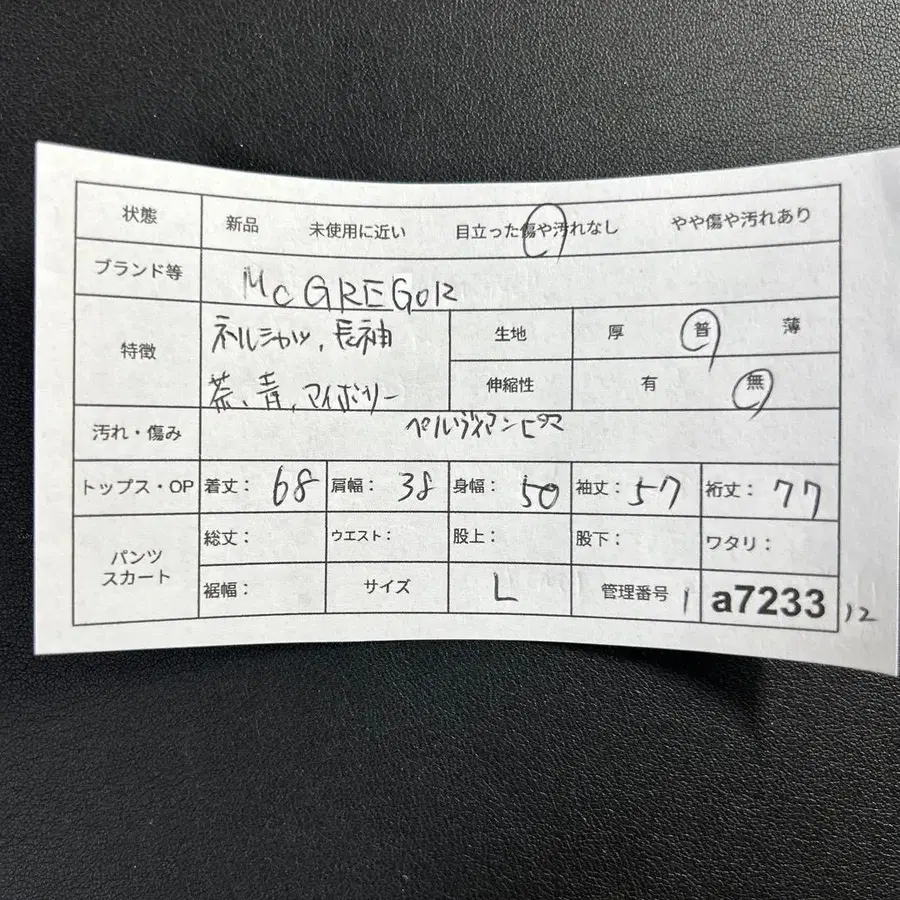 状態 新品 未使用に近い 目立った傷や汚れなし やや傷や汚れあり
ブランド等 McGREGOR
特徴 ネルシャツ、長袖 生地 厚 普 薄
茶、青、アイボリー 伸縮性 有 無
汚れ・傷み ペルヴィアンピマ
トップス・OP 着丈: 68 肩幅: 38 身幅: 50 袖丈: 57 裄丈: 77
パンツ スカート 総丈: ウエスト: 股上: 股下: ワタリ:
裾幅: サイズ L 管理番号 1 a7233 12